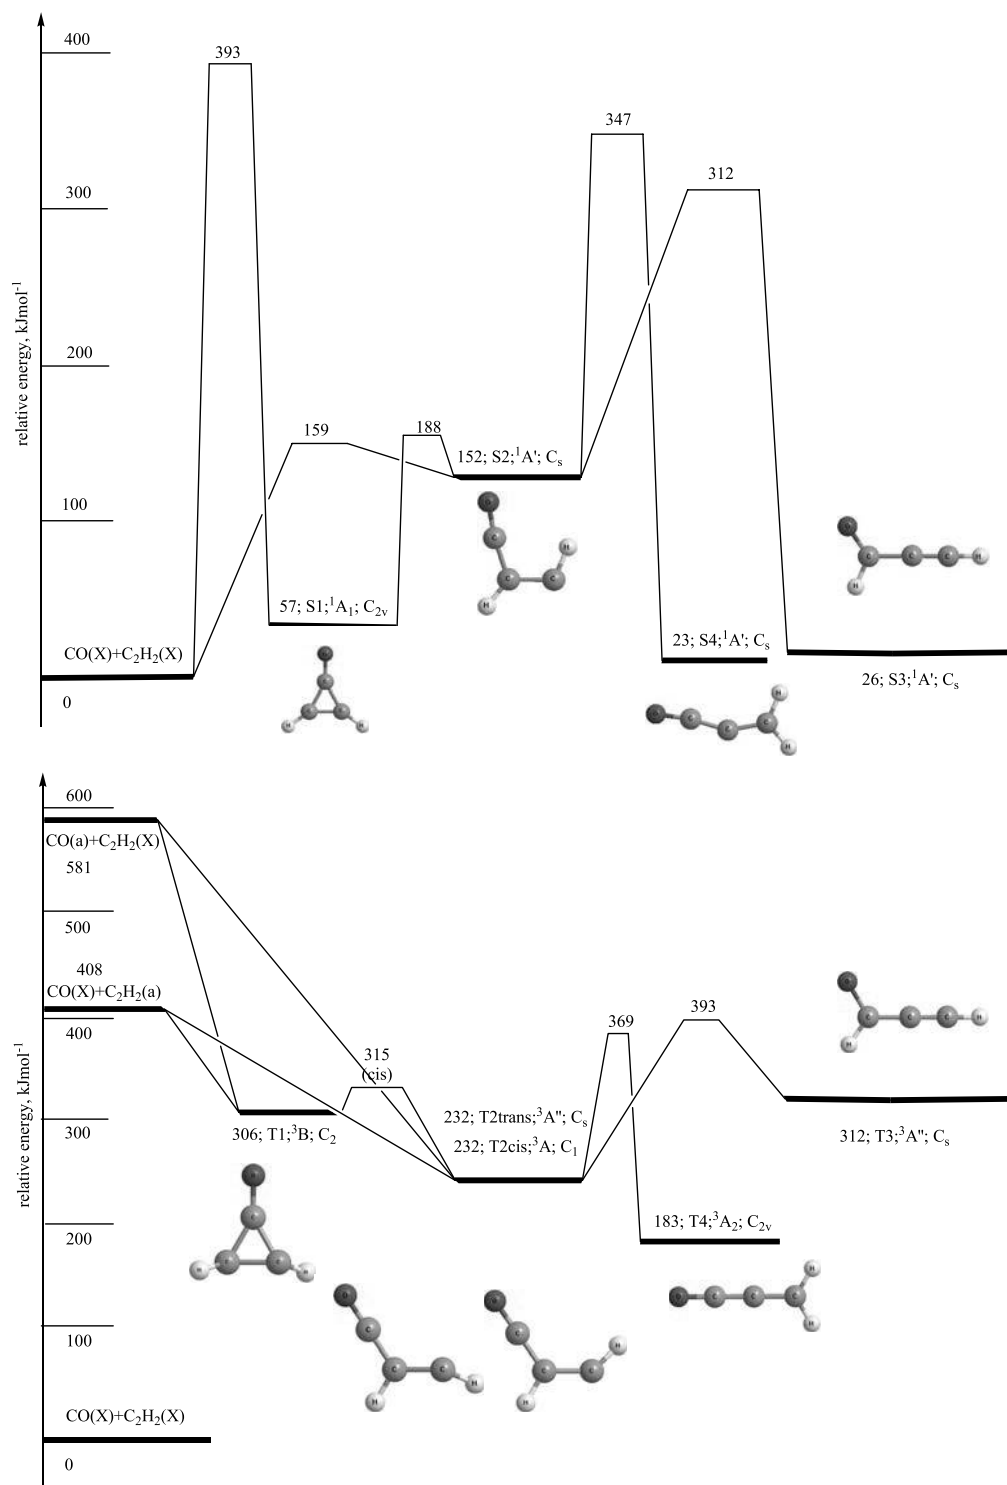 400
393
347
312
300
relative energy, kJmol⁻¹
200
159
188
152; S2;¹A'; Cₛ
100
H
H
H
H
57; S1;¹A₁; C₂ᵥ
CO(X)+C₂H₂(X)
23; S4;¹A'; Cₛ
26; S3;¹A'; Cₛ
0
H
H
H
H
600
CO(a)+C₂H₂(X)
581
500
408
CO(X)+C₂H₂(a)
400
369
393
H
H
315
(cis)
relative energy, kJmol⁻¹
232; T2trans;³A''; Cₛ
232; T2cis;³A; C₁
300
306; T1;³B; C₂
312; T3;³A''; Cₛ
200
183; T4;³A₂; C₂ᵥ
H
H
H
H
100
H
H
H
H
CO(X)+C₂H₂(X)
0